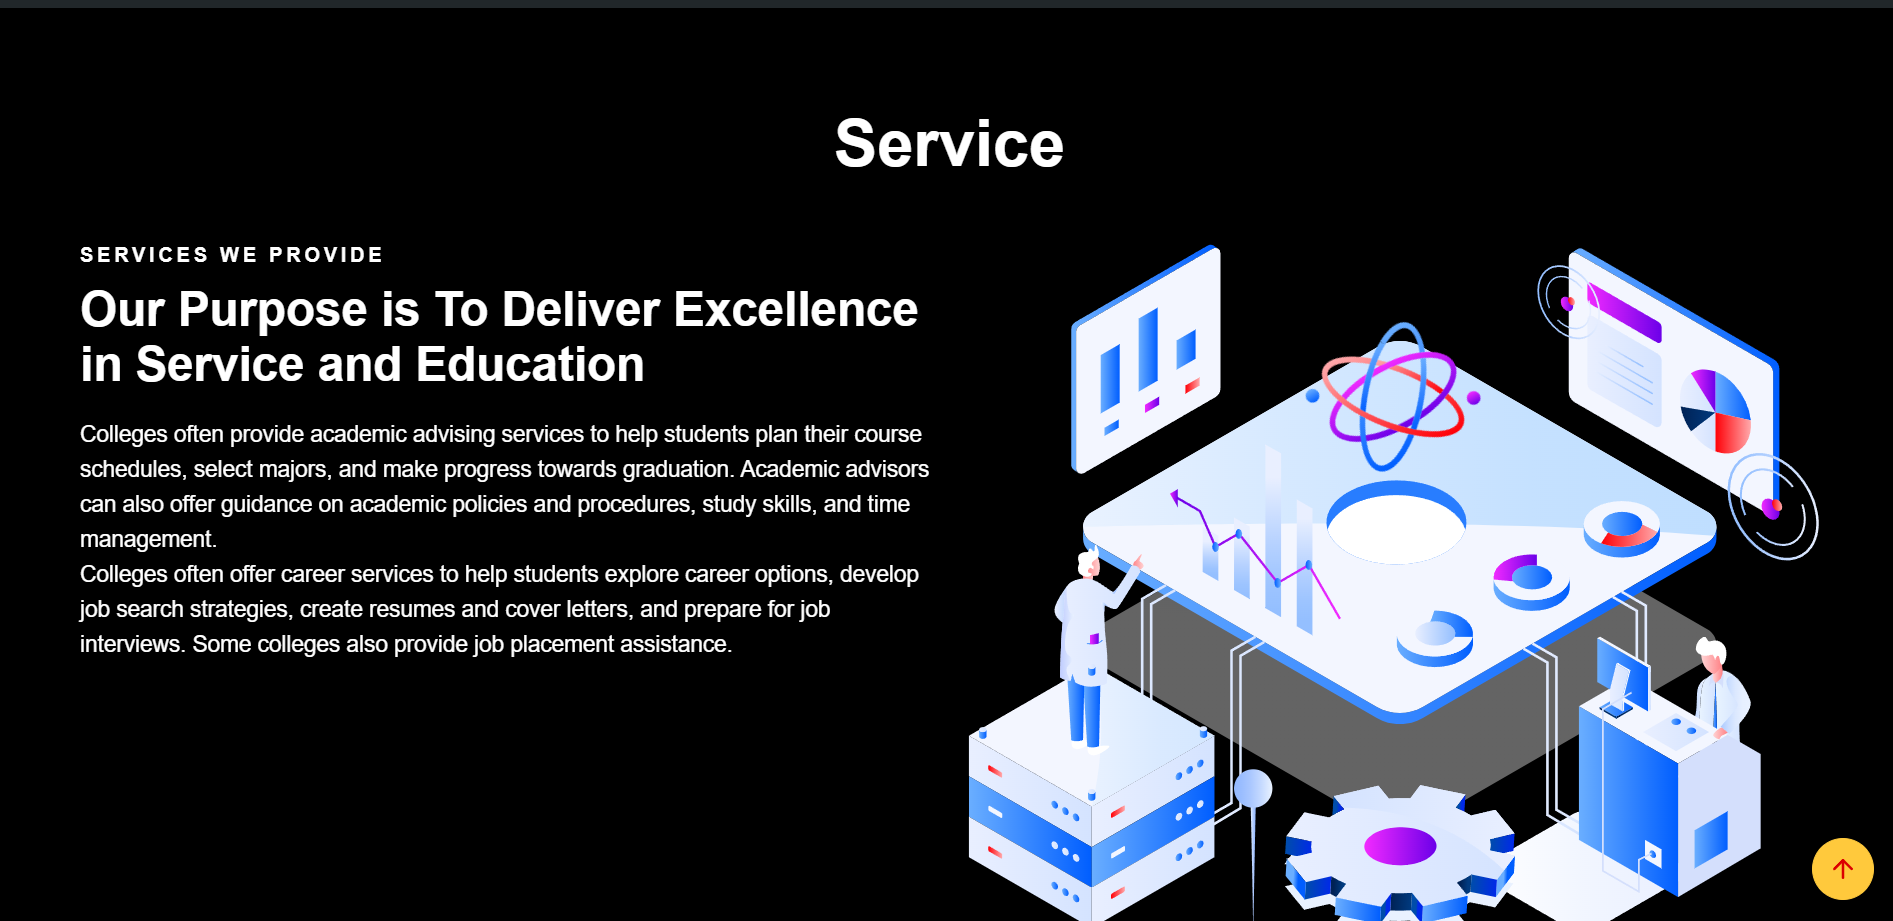 Service
SERVICES WE PROVIDE
Our Purpose is To Deliver Excellence
in Service and Education
Colleges often provide academic advising services to help students plan their course
schedules, select majors, and make progress towards graduation. Academic advisors
can also offer guidance on academic policies and procedures, study skills, and time
management.
Colleges often offer career services to help students explore career options, develop
job search strategies, create resumes and cover letters, and prepare for job
interviews. Some colleges also provide job placement assistance.